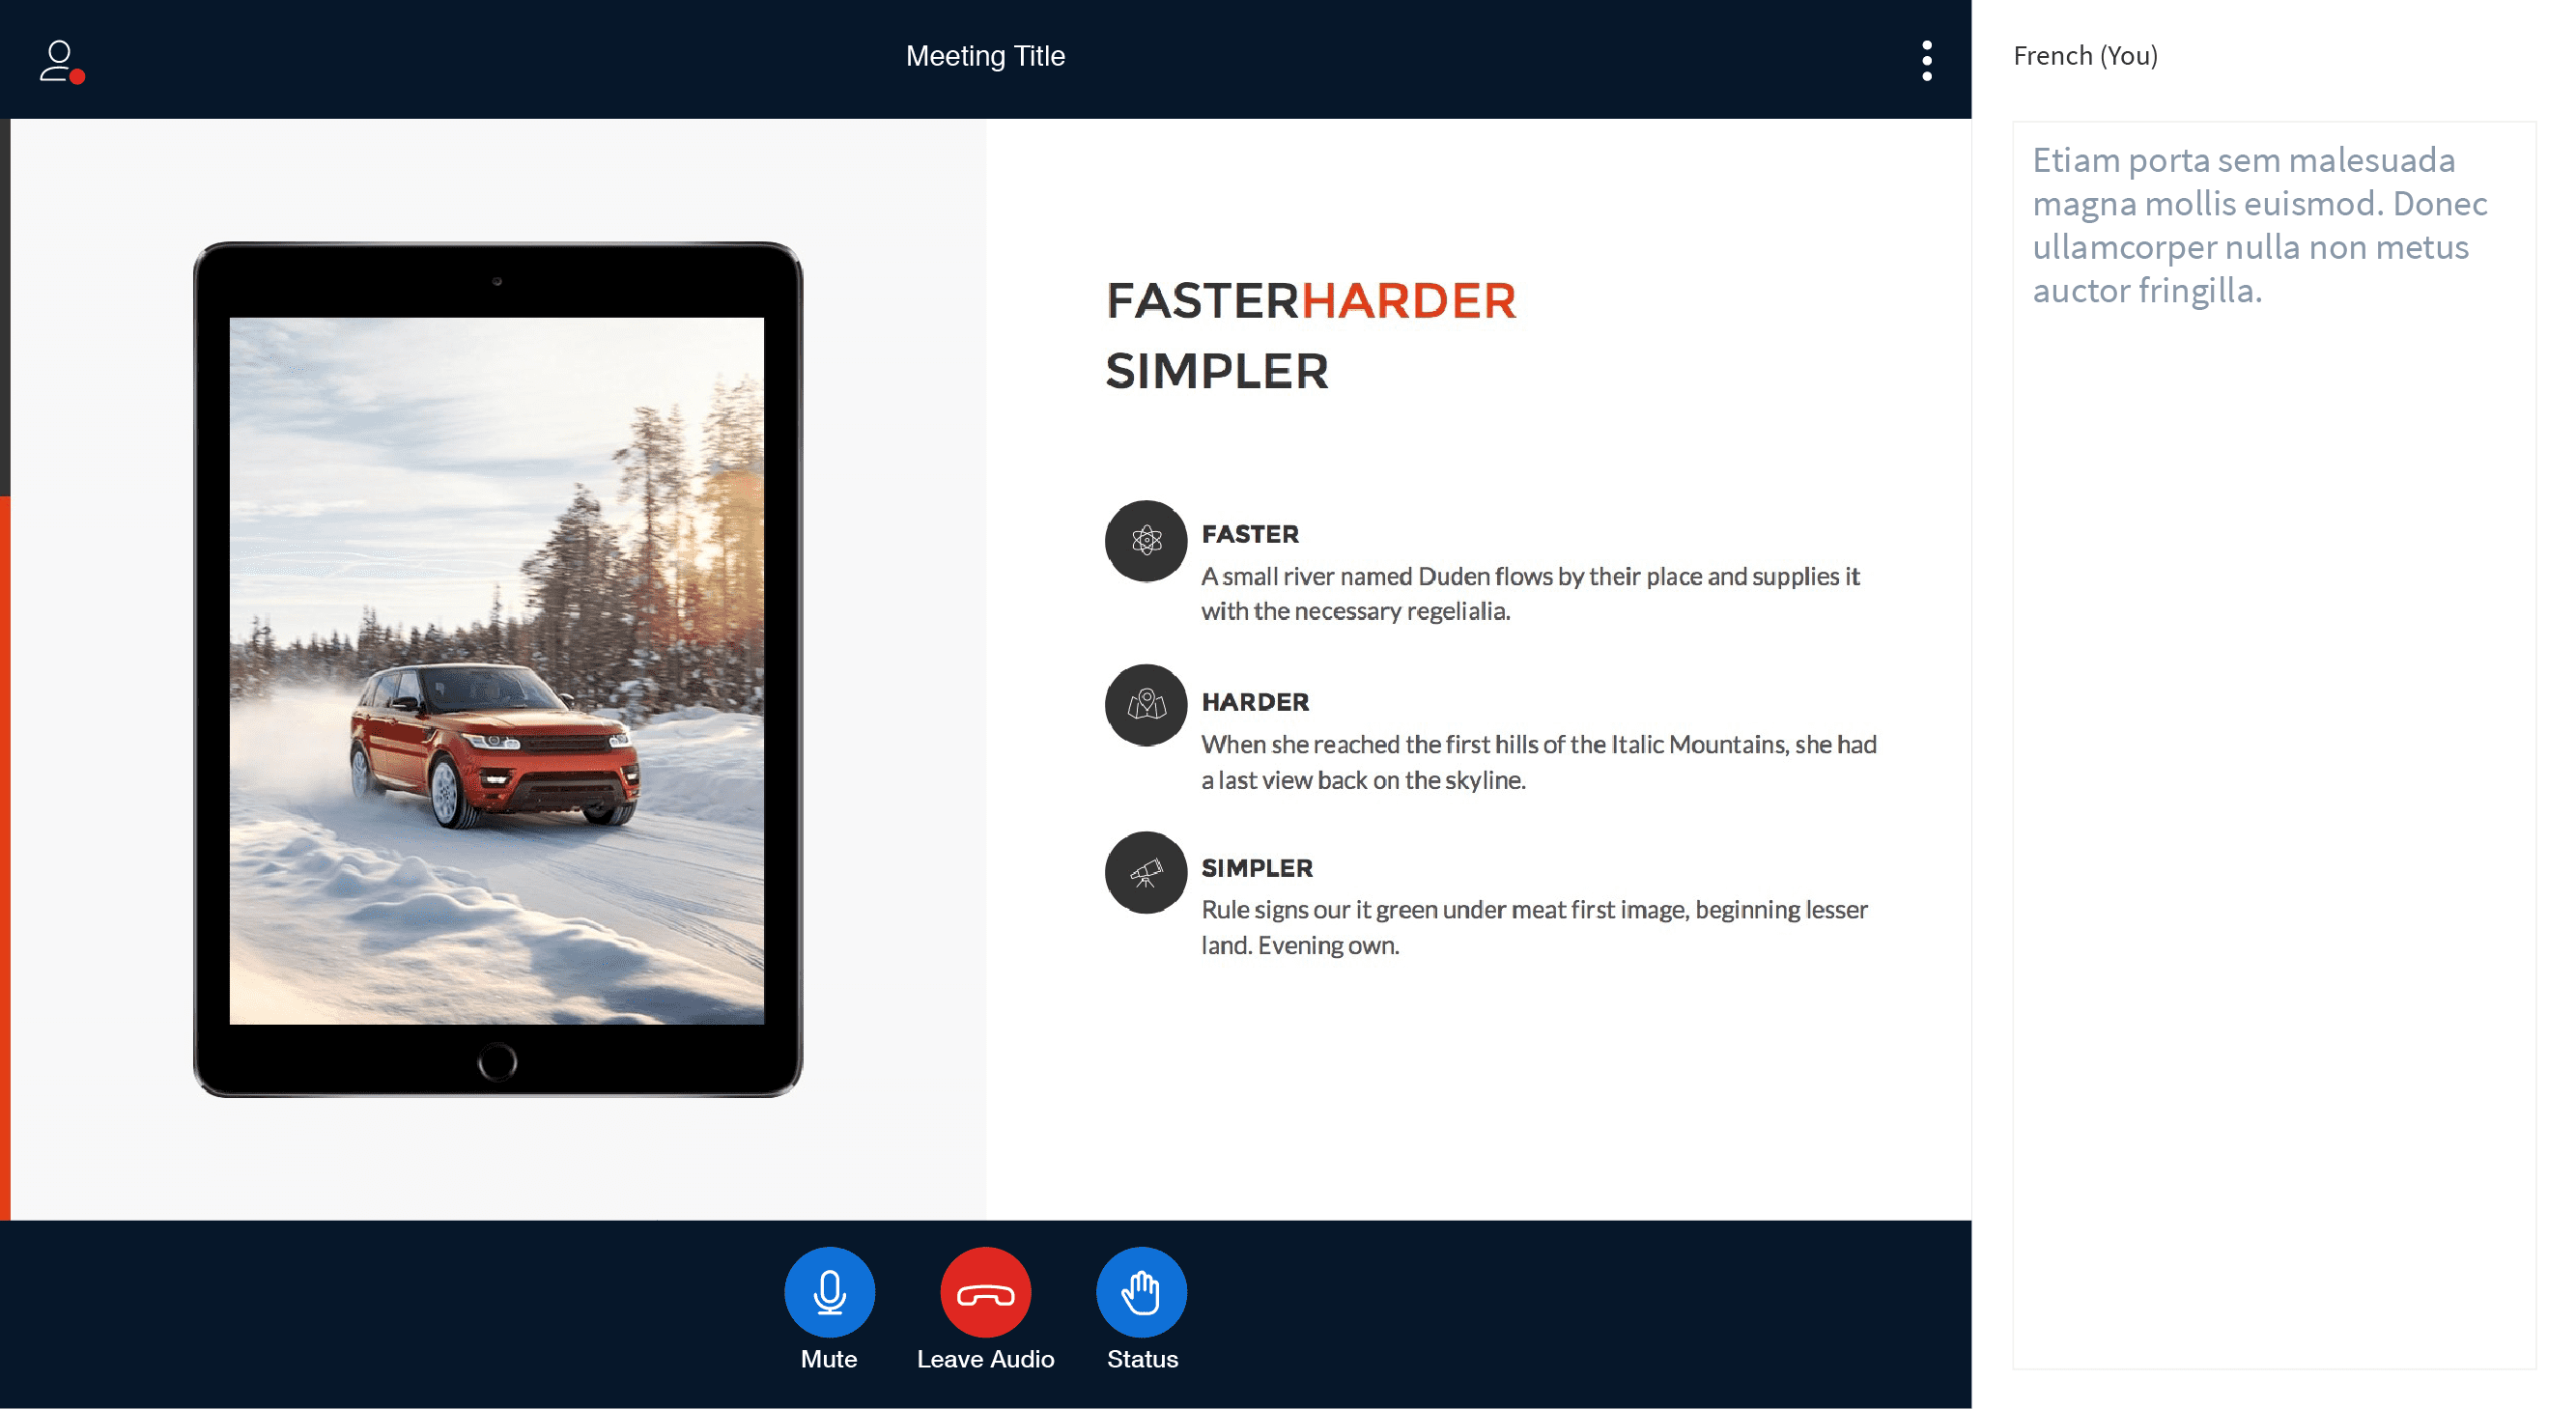 Meeting Title
FASTERHARDER
SIMPLER
FASTER
A small river named Duden flows by their place and supplies it
with the necessary regelialia.
HARDER
When she reached the first hills of the Italic Mountains, she had
a last view back on the skyline.
SIMPLER
Rule signs our it green under meat first image, beginning lesser
land. Evening own.
Mute
Leave Audio
Status
French (You)
Etiam porta sem malesuada
magna mollis euismod. Donec
ullamcorper nulla non metus
auctor fringilla.